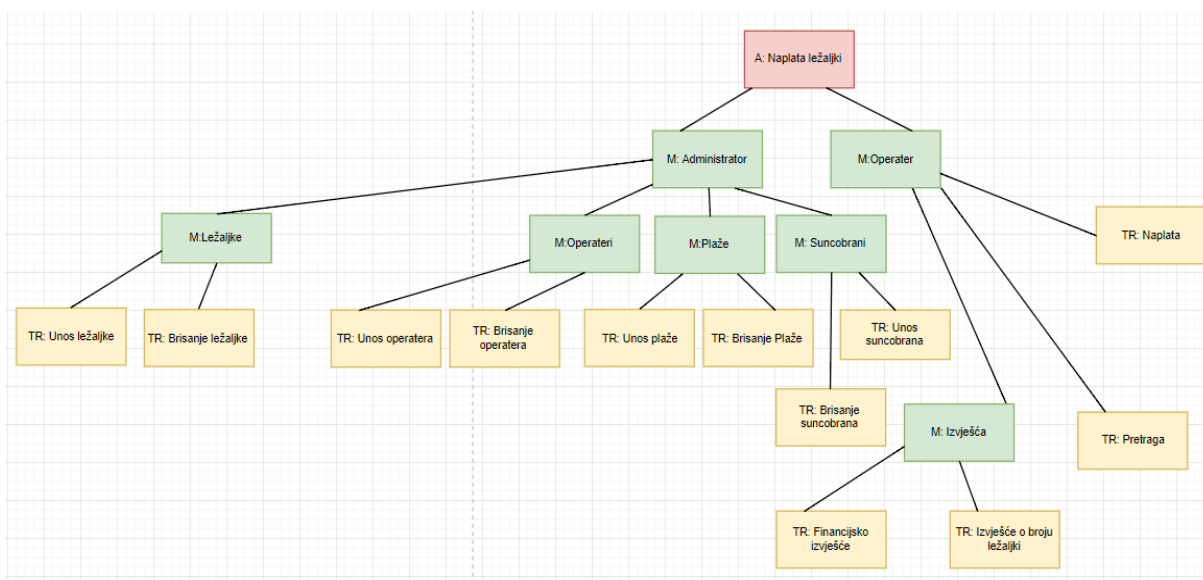 A: Naplata ležaljki
M: Administrator
M:Operater
M:Ležaljke
M:Operateri
M:Plaže
M: Suncobrani
TR: Naplata
TR: Unos ležaljke
TR: Brisanje ležaljke
TR: Unos operatera
TR: Brisanje
operatera
TR: Unos plaže
TR: Brisanje Plaže
TR: Unos
suncobrana
TR: Brisanje
suncobrana
M: Izvješća
TR: Pretraga
TR: Financijsko
izvješće
TR: Izvješće o broju
ležaljki